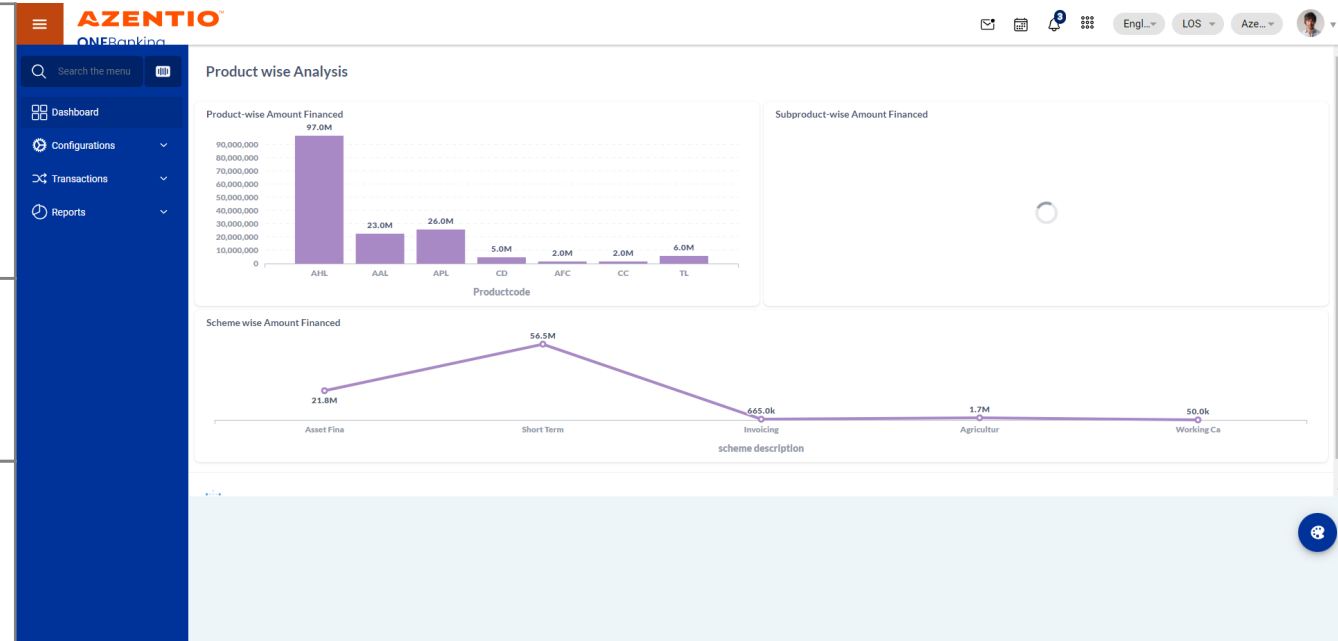 AZENTIO™
ONEBanking
3
Engl...
LOS
Aze...
Search the menu
Dashboard
Configurations
Transactions
Reports
Product wise Analysis
Product-wise Amount Financed
97.0M
90,000,000
80,000,000
70,000,000
60,000,000
50,000,000
40,000,000
30,000,000
20,000,000
10,000,000
0
23.0M
26.0M
5.0M
2.0M
2.0M
6.0M
AHL AAL APL CD AFC CC TL
Productcode
Subproduct-wise Amount Financed
Scheme wise Amount Financed
56.5M
21.8M
665.0k
1.7M
50.0k
Asset Fina Short Term Invoicing Agricultur Working Ca
scheme description